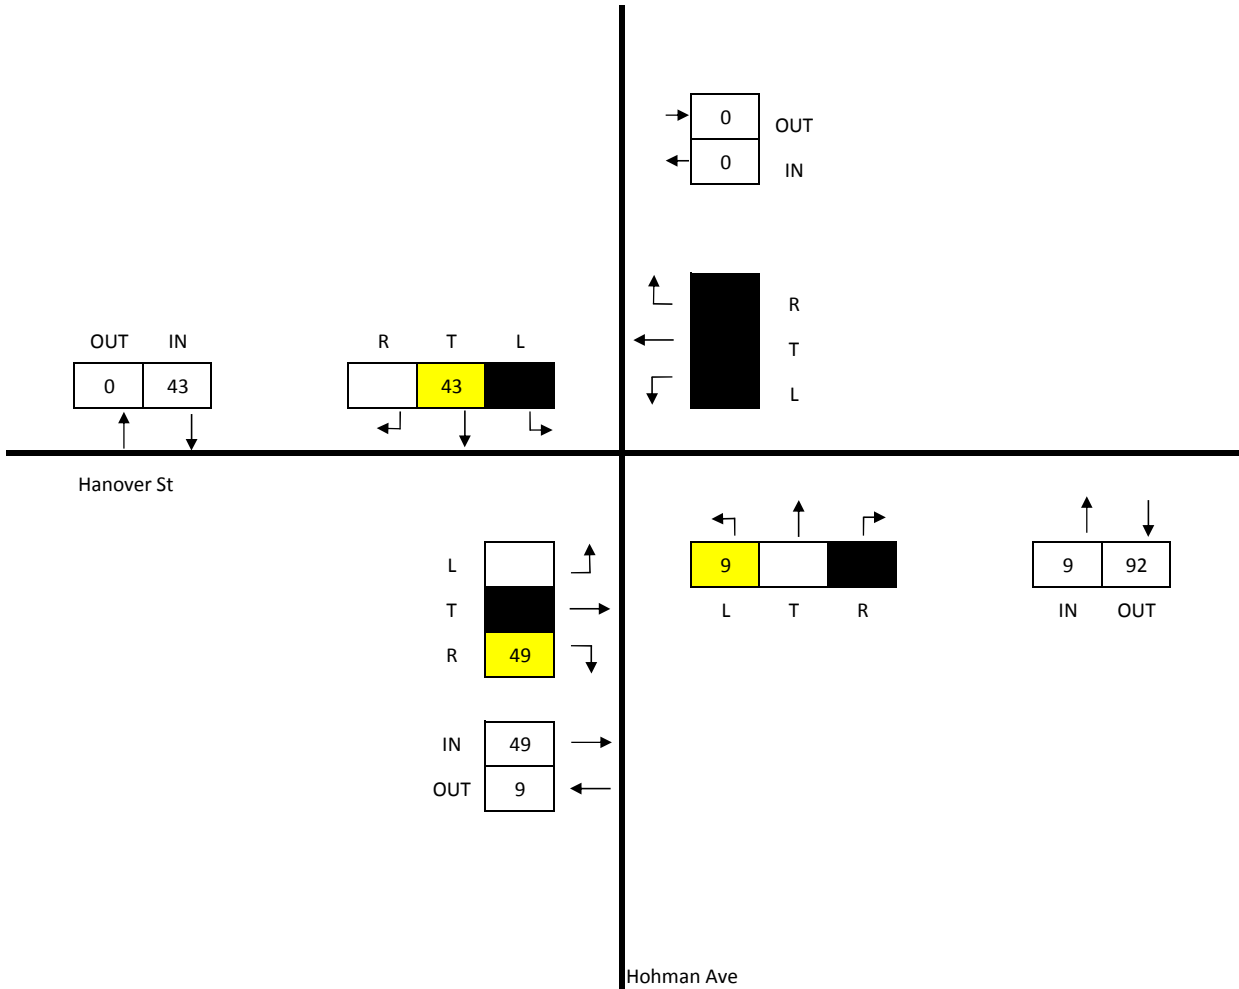 0 OUT
0 IN
R
T
L
OUT IN
0 43
R T L
43
Hanover St
L
T
R 49
IN 49
OUT 9
9
L T R
9 92
IN OUT
Hohman Ave